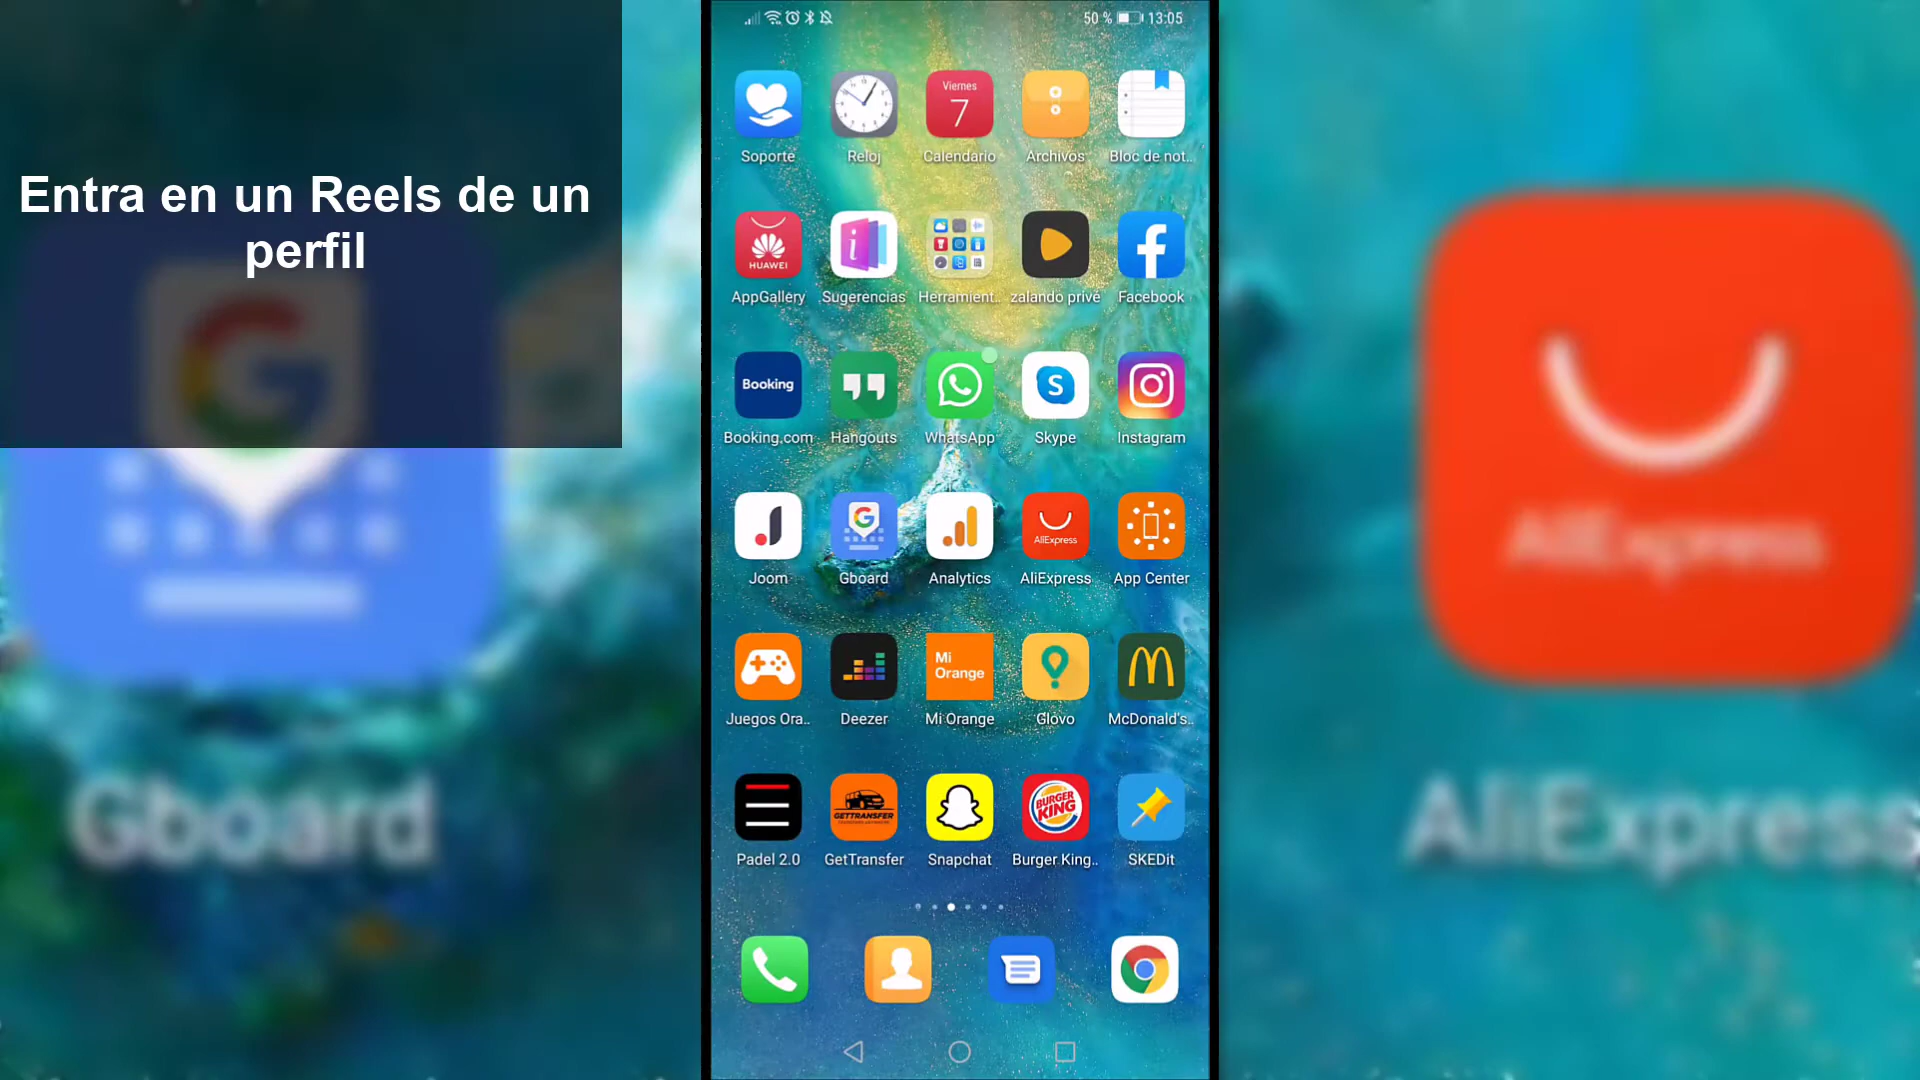 Entra en un Reels de un
perfil
50 % 13:05
Viernes
7
Soporte Reloj Calendario Archivos Bloc de not..
HUAWEI
AppGallery Sugerencias Herramient.. zalando privé Facebook
Booking
Booking.com Hangouts WhatsApp Skype Instagram
AliExpress
Joom Gboard Analytics AliExpress App Center
Mi
Orange
Juegos Ora.. Deezer Mi Orange Glovo McDonald's..
GETTRANSFER
BURGER
KING
Padel 2.0 GetTransfer Snapchat Burger King.. SKEDit
AliExpress
Gboard
AliExpress